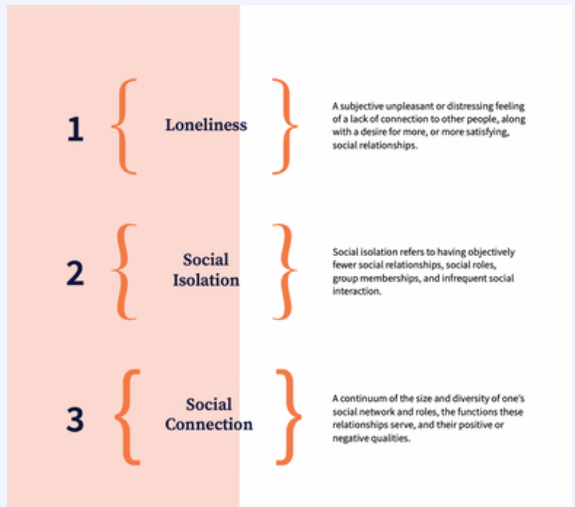 1
Loneliness
A subjective unpleasant or distressing feeling
of a lack of connection to other people, along
with a desire for more, or more satisfying,
social relationships.
2
Social
Isolation
Social isolation refers to having objectively
fewer social relationships, social roles,
group memberships, and infrequent social
interaction.
3
Social
Connection
A continuum of the size and diversity of one's
social network and roles, the functions these
relationships serve, and their positive or
negative qualities.